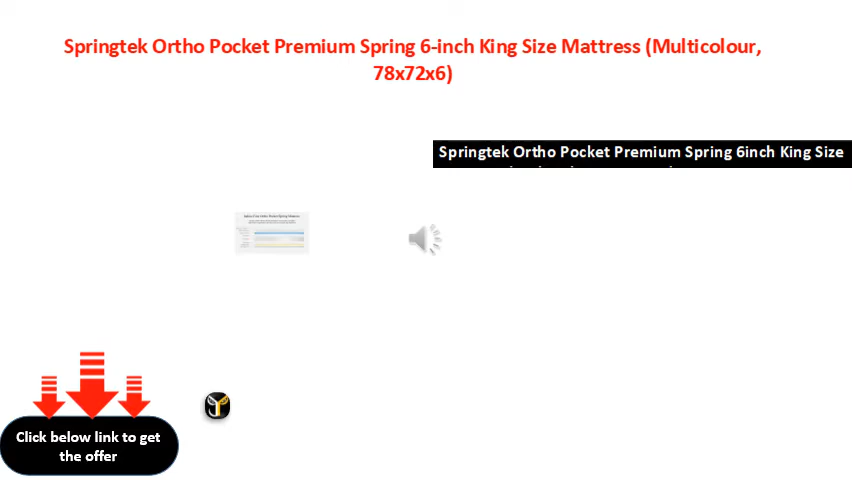 Springtek Ortho Pocket Premium Spring 6-inch King Size Mattress (Multicolour,
78x72x6)
Springtek Ortho Pocket Premium Spring 6inch King Size
Click below link to get
the offer